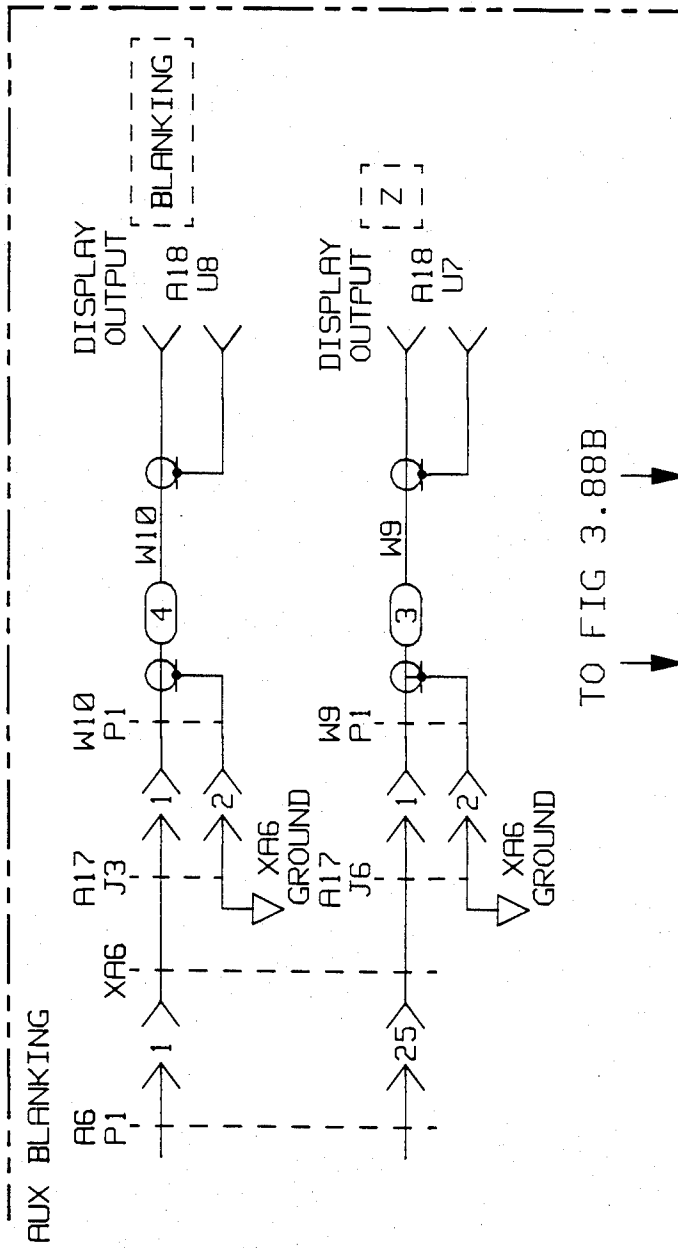 AUX BLANKING
A6
P1
1
XA6
A17
J3
1
2
XA6
GROUND
W10
P1
4
W10
DISPLAY
OUTPUT
A18
U8
BLANKING
25
A17
J6
1
2
XA6
GROUND
W9
P1
3
W9
DISPLAY
OUTPUT
A18
U7
Z
TO FIG 3.88B